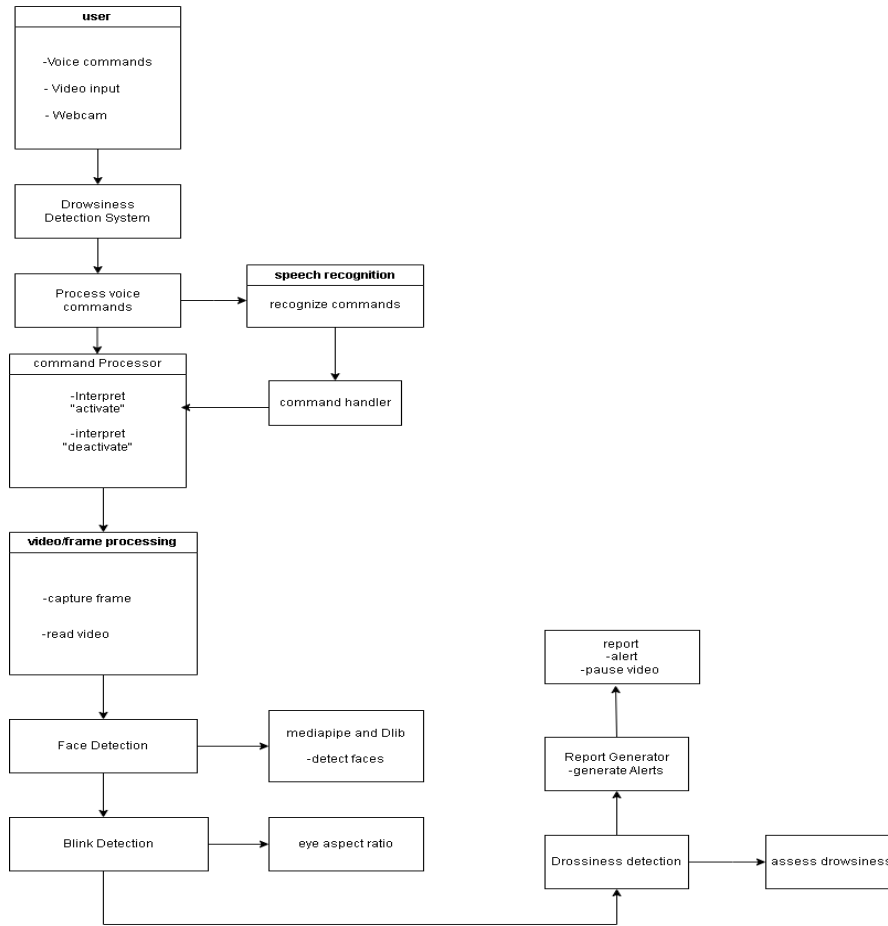 user
-Voice commands
- Video input
- Webcam
Drowsiness
Detection System
Process voice
commands
speech recognition
recognize commands
command Processor
-Interpret
"activate"
-interpret
"deactivate"
command handler
video/frame processing
-capture frame
-read video
Face Detection
mediapipe and Dlib
-detect faces
Blink Detection
eye aspect ratio
report
-alert
-pause video
Report Generator
-generate Alerts
Drossiness detection
assess drowsiness